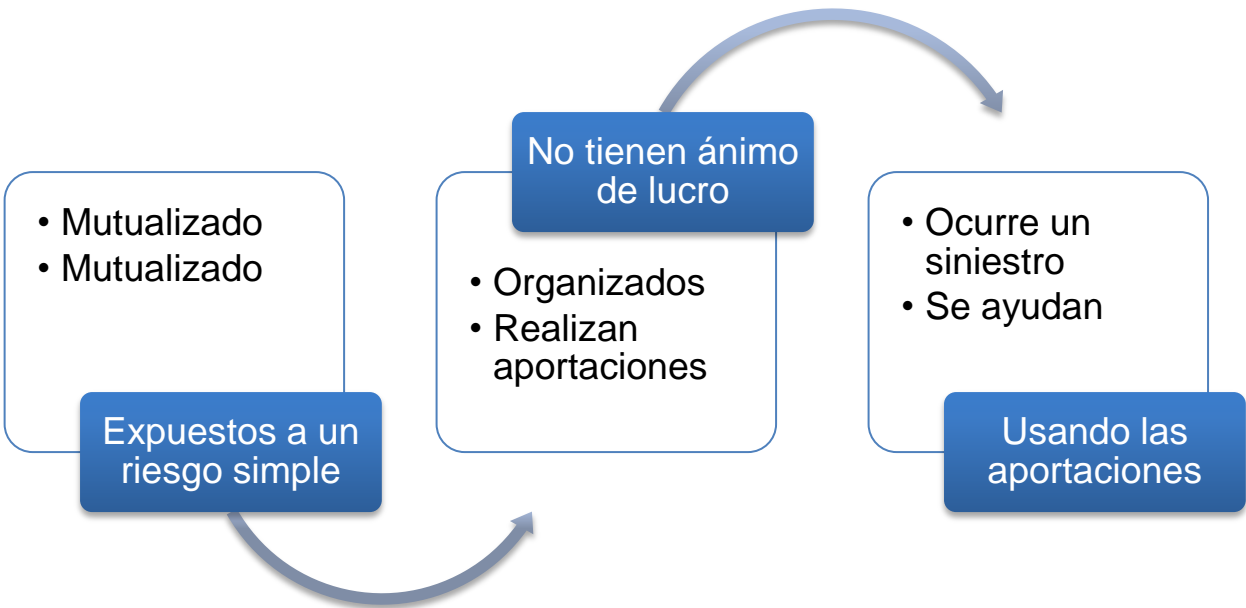 • Mutualizado
• Mutualizado
Expuestos a un
riesgo simple
No tienen ánimo
de lucro
• Organizados
• Realizan
aportaciones
• Ocurre un
siniestro
• Se ayudan
Usando las
aportaciones